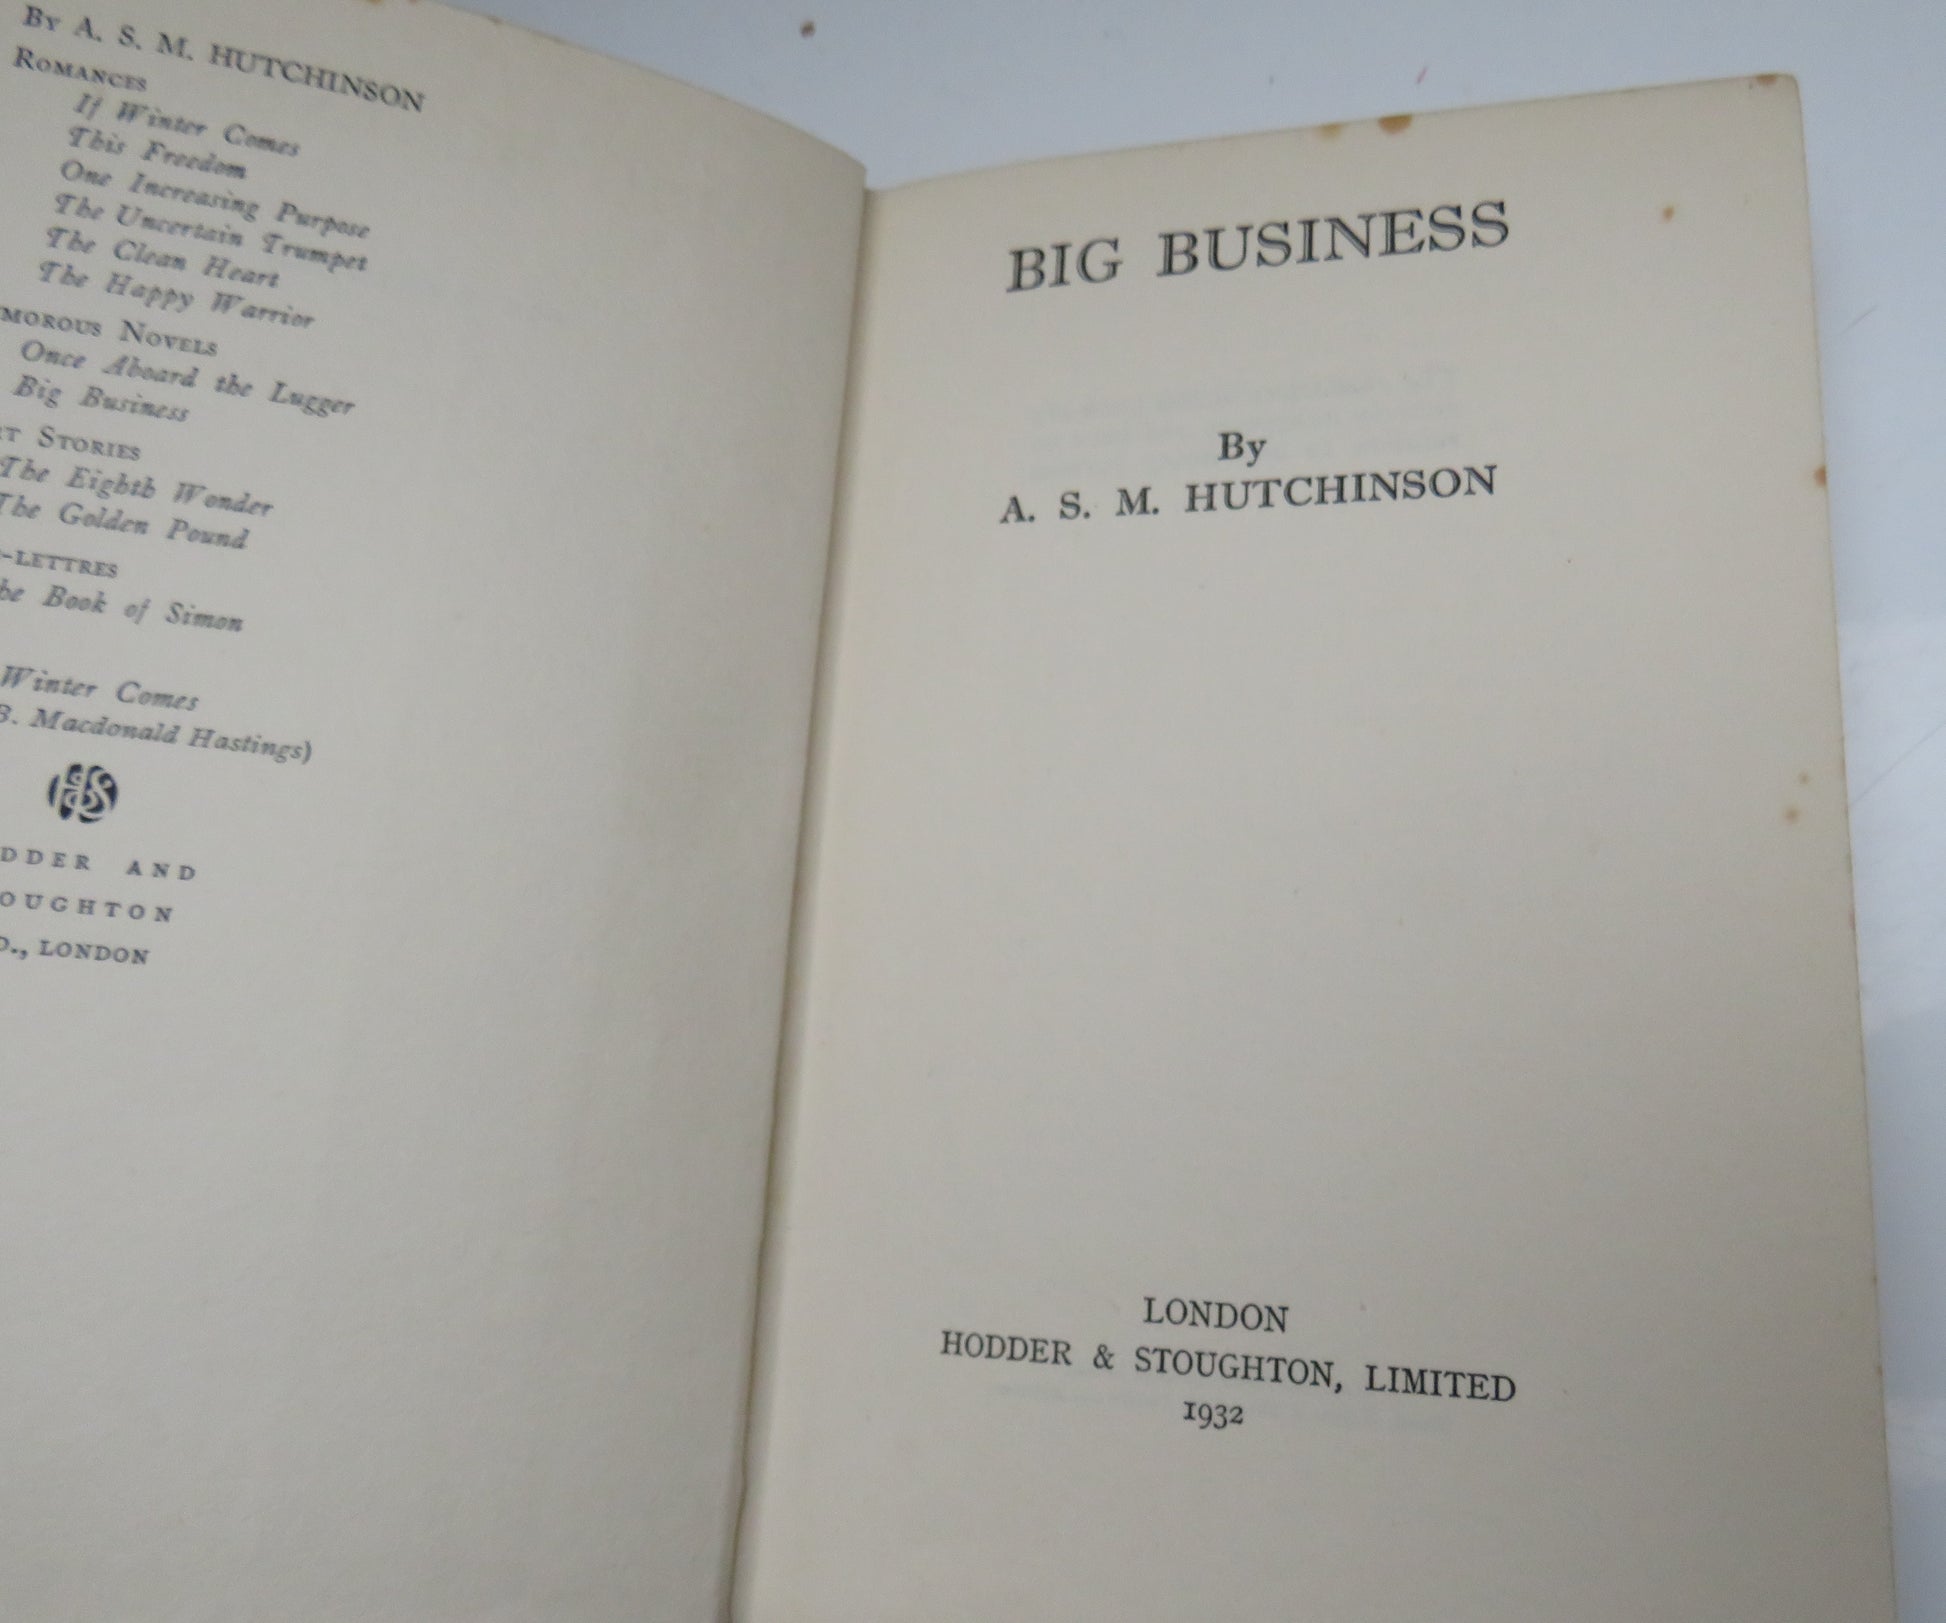 By A. S. M. HUTCHINSON
ROMANCES
If Winter Comes
This Freedom
One Increasing Purpose
The Uncertain Trumpet
The Clean Heart
The Happy Warrior
MOROUS NOVELS
Once Aboard the Lugger
Big Business
RT STORIES
The Eighth Wonder
The Golden Pound
-LETTRES
he Book of Simon
Winter Comes
B. Macdonald Hastings)
H&S
DDER AND
OUGHTON
D., LONDON
BIG BUSINESS
By
A. S. M. HUTCHINSON
LONDON
HODDER & STOUGHTON, LIMITED
1932